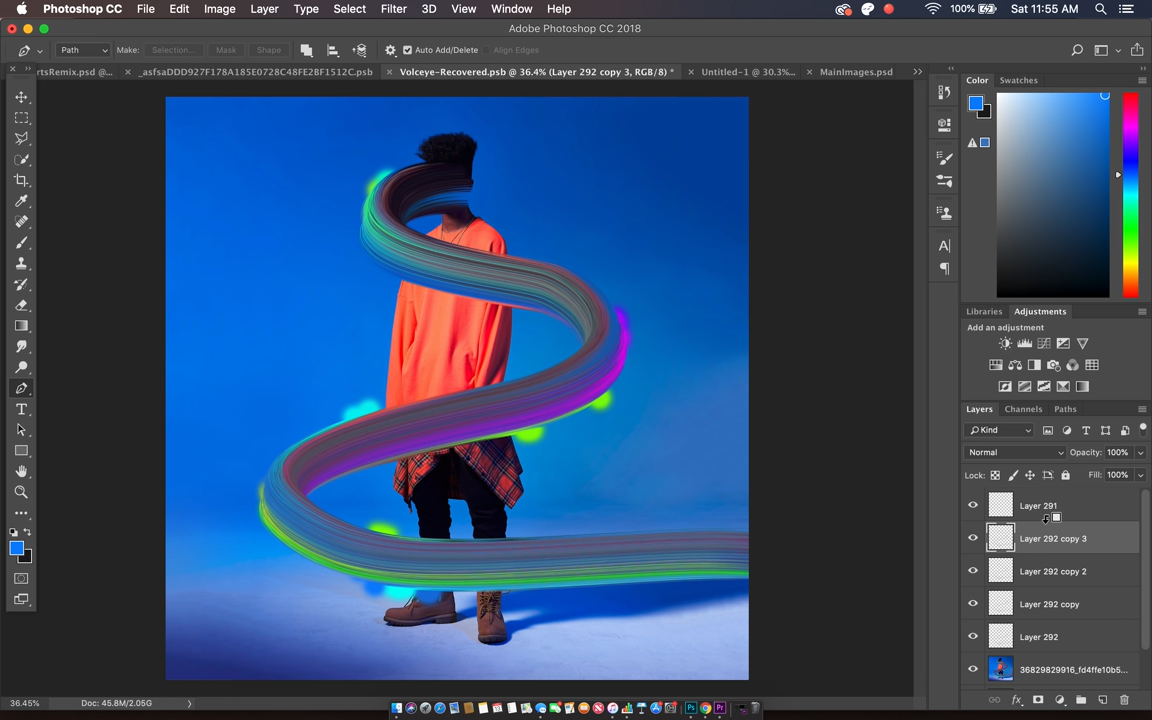 Photoshop CC File Edit Image Layer Type Select Filter 3D View Window Help 100% Sat 11:55 AM
Adobe Photoshop CC 2018
Path Make: Selection... Mask Shape Auto Add/Delete Align Edges
rtsRemix.psd @... _asfsaDDD927F178A185E0728C48FE2BF1512C.psb Volceye-Recovered.psb @ 36.4% (Layer 292 copy 3, RGB/8) * Untitled-1 @ 30.3%... MainImages.psd
Color Swatches
Libraries Adjustments
Add an adjustment
Layers Channels Paths
Kind
Normal Opacity: 100%
Lock: Fill: 100%
Layer 291
Layer 292 copy 3
Layer 292 copy 2
Layer 292 copy
Layer 292
36829829916_fd4ffe10b5...
36.45% Doc: 45.8M/2.05G